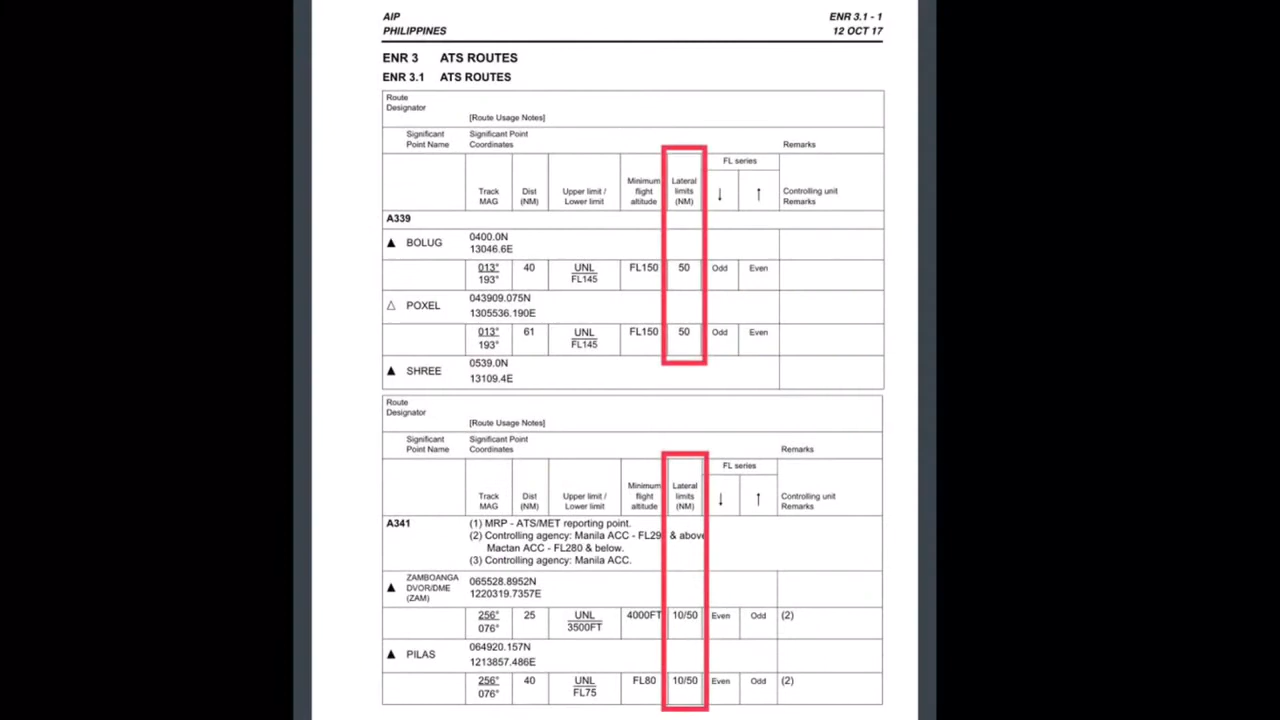 AIP ENR 3.1 - 1
PHILIPPINES 12 OCT 17
ENR 3 ATS ROUTES
ENR 3.1 ATS ROUTES
Route
Designator
[Route Usage Notes]
Significant Significant Point
Point Name Coordinates Remarks
FL series
Track Dist Upper limit / Minimum Lateral Controlling unit
MAG (NM) Lower limit flight limits ↓ ↑ Remarks
altitude (NM)
A339
▲ BOLUG 0400.0N
13046.6E
013° 40 UNL FL150 50 Odd Even
193° FL145
△ POXEL 043909.075N
1305536.190E
013° 61 UNL FL150 50 Odd Even
193° FL145
▲ SHREE 0539.0N
13109.4E
Route
Designator
[Route Usage Notes]
Significant Significant Point
Point Name Coordinates Remarks
FL series
Track Dist Upper limit / Minimum Lateral Controlling unit
MAG (NM) Lower limit flight limits ↓ ↑ Remarks
altitude (NM)
A341 (1) MRP - ATS/MET reporting point.
(2) Controlling agency: Manila ACC - FL29 & above
Mactan ACC - FL280 & below.
(3) Controlling agency: Manila ACC.
ZAMBOANGA 065528.8952N
▲ DVOR/DME 1220319.7357E
(ZAM)
256° 25 UNL 4000FT 10/50 Even Odd (2)
076° 3500FT
▲ PILAS 064920.157N
1213857.486E
256° 40 UNL FL80 10/50 Even Odd (2)
076° FL75